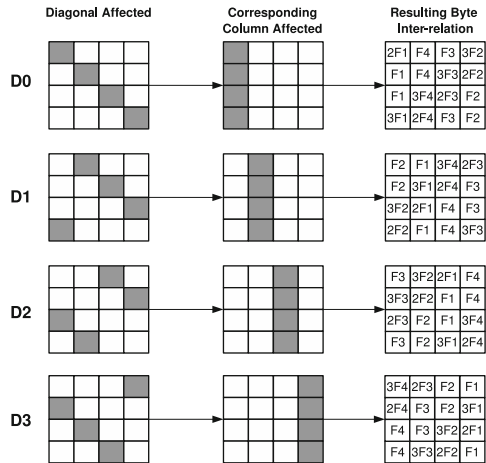 Diagonal Affected
Corresponding
Column Affected
Resulting Byte
Inter-relation
D0
2F1 F4 F3 3F2
F1 F4 3F3 2F2
F1 3F4 2F3 F2
3F1 2F4 F3 F2
D1
F2 F1 3F4 2F3
F2 3F1 2F4 F3
3F2 2F1 F4 F3
2F2 F1 F4 3F3
D2
F3 3F2 2F1 F4
3F3 2F2 F1 F4
2F3 F2 F1 3F4
F3 F2 3F1 2F4
D3
3F4 2F3 F2 F1
2F4 F3 F2 3F1
F4 F3 3F2 2F1
F4 3F3 2F2 F1